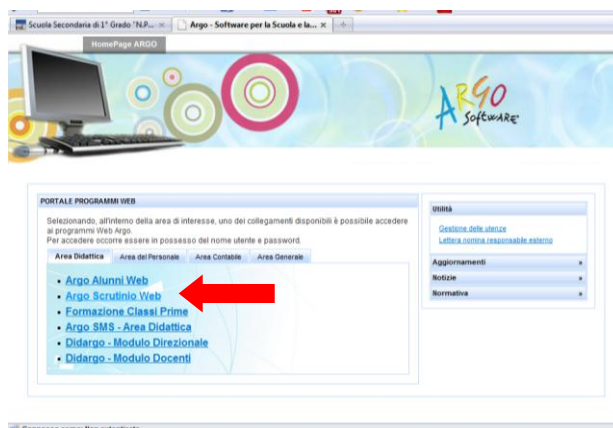 Scuola Secondaria di 1° Grado "N.P...
Argo - Software per la Scuola e la...
HomePage ARGO
ARGO
Software
PORTALE PROGRAMMI WEB
Selezionando, all'interno della area di interesse, uno dei collegamenti disponibili è possibile accedere
ai programmi Web Argo.
Per accedere occorre essere in possesso del nome utente e password.
Area Didattica Area del Personale Area Contabile Area Generale
Argo Alunni Web
Argo Scrutinio Web
Formazione Classi Prime
Argo SMS - Area Didattica
Didargo - Modulo Direzionale
Didargo - Modulo Docenti
Utilità
Gestione delle utenze
Lettera nomina responsabile esterno
Aggiornamenti »
Notizie »
Normativa »